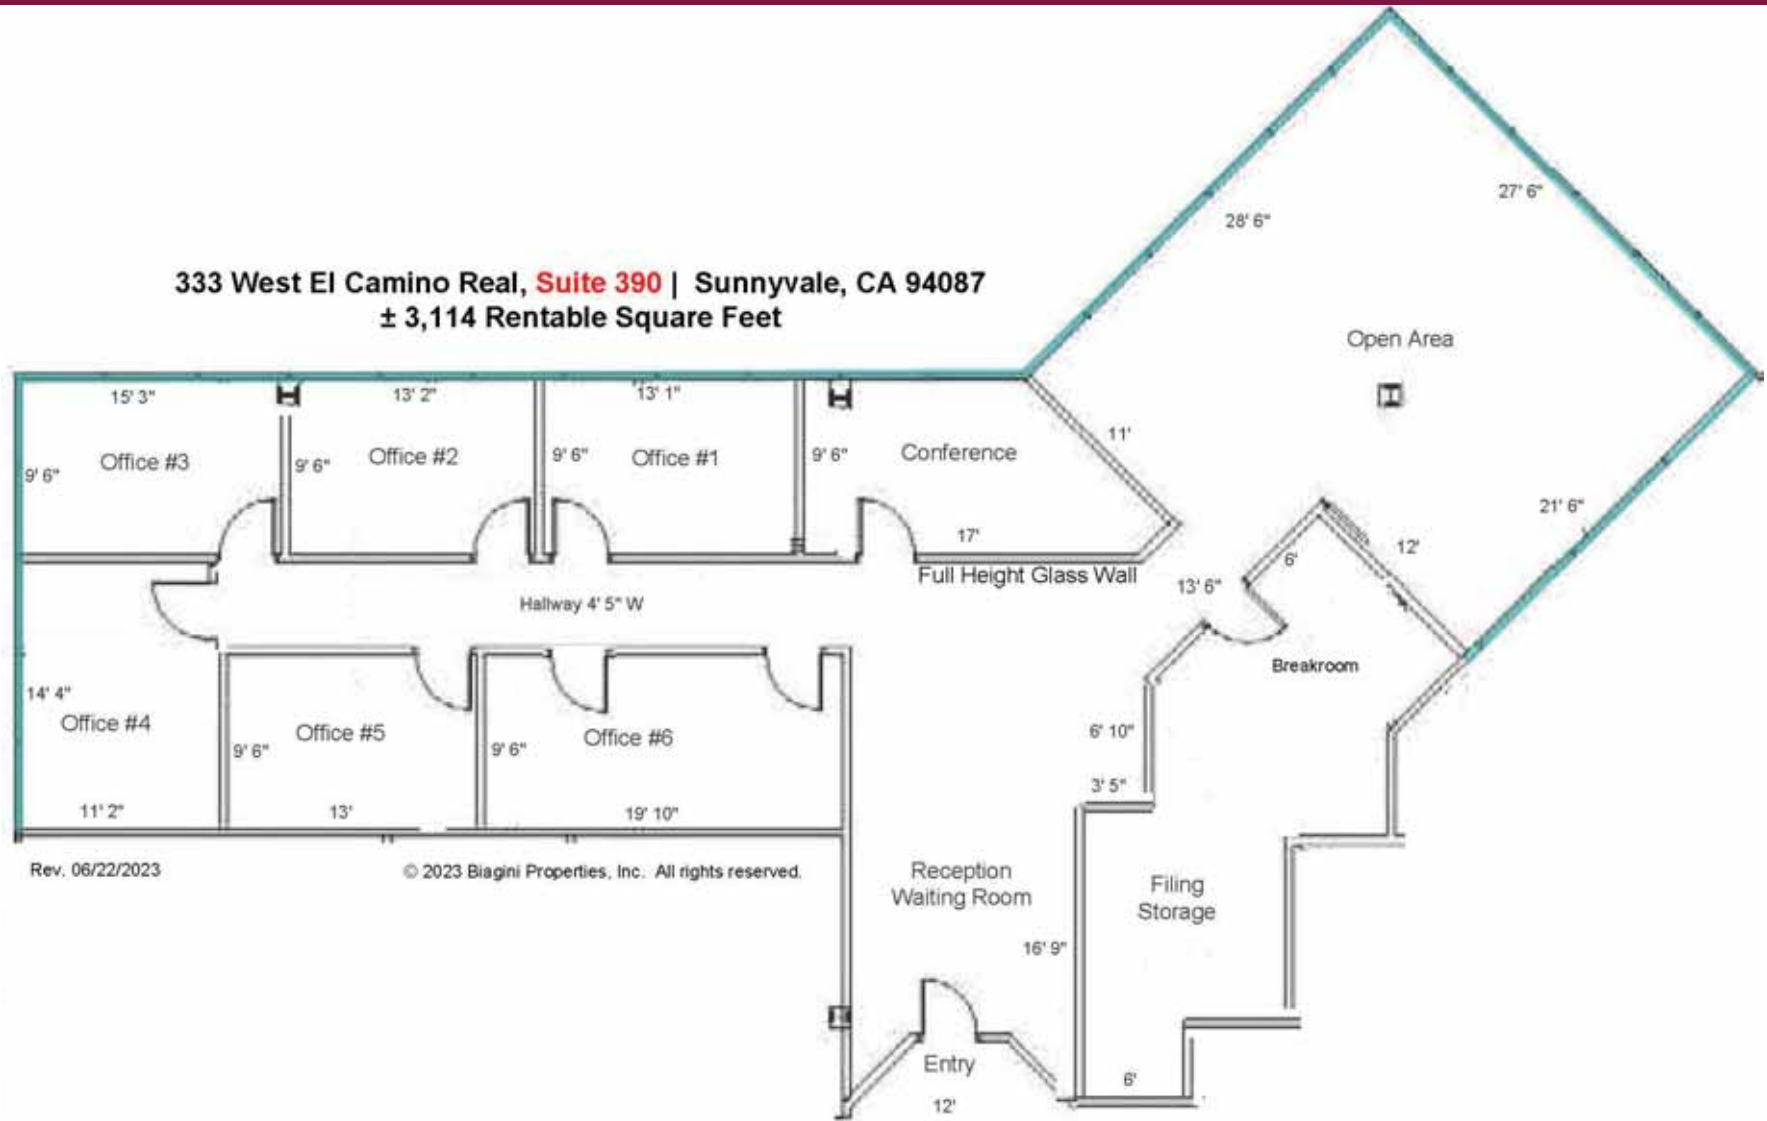 27' 6"
28' 6"
333 West El Camino Real, Suite 390 | Sunnyvale, CA 94087
± 3,114 Rentable Square Feet
Open Area
15' 3"
13' 2"
13' 1"
11'
9' 6"
Office #3
9' 6"
Office #2
9' 6"
Office #1
9' 6"
Conference
21' 6"
17'
12'
6'
Full Height Glass Wall
13' 6"
Hallway 4' 5" W
Breakroom
14' 4"
Office #4
9' 6"
Office #5
9' 6"
Office #6
6' 10"
3' 5"
11' 2"
13'
19' 10"
Rev. 06/22/2023
© 2023 Biagini Properties, Inc. All rights reserved.
Reception
Waiting Room
Filing
Storage
16' 9"
Entry
6'
12'